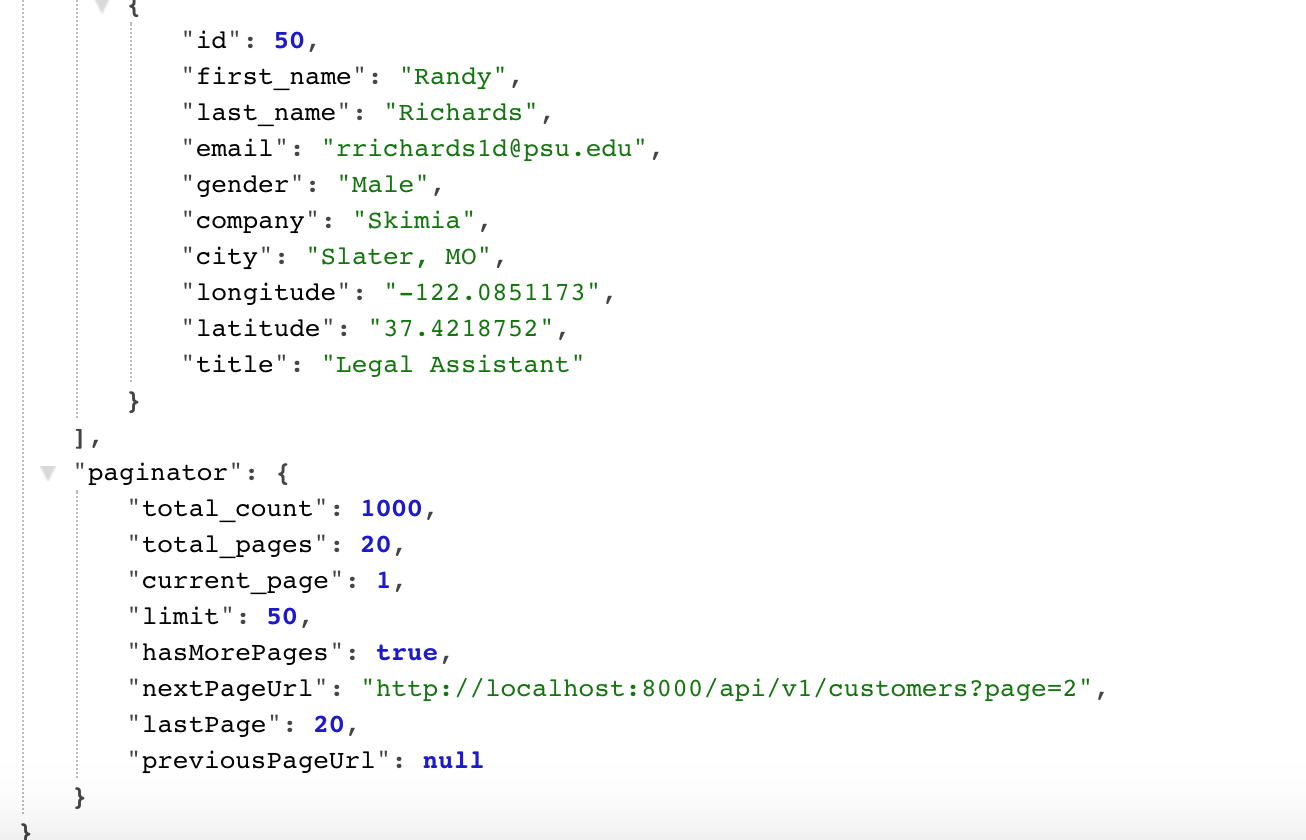 {
"id": 50,
"first_name": "Randy",
"last_name": "Richards",
"email": "rrichards1d@psu.edu",
"gender": "Male",
"company": "Skimia",
"city": "Slater, MO",
"longitude": "-122.0851173",
"latitude": "37.4218752",
"title": "Legal Assistant"
}
],
"paginator": {
"total_count": 1000,
"total_pages": 20,
"current_page": 1,
"limit": 50,
"hasMorePages": true,
"nextPageUrl": "http://localhost:8000/api/v1/customers?page=2",
"lastPage": 20,
"previousPageUrl": null
}
}